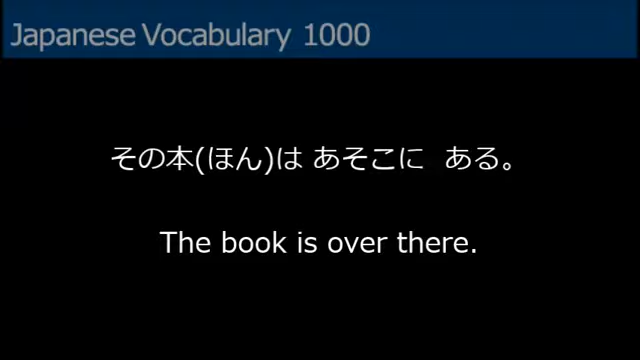 Japanese Vocabulary 1000
その本(ほん)は あそこに ある。
The book is over there.